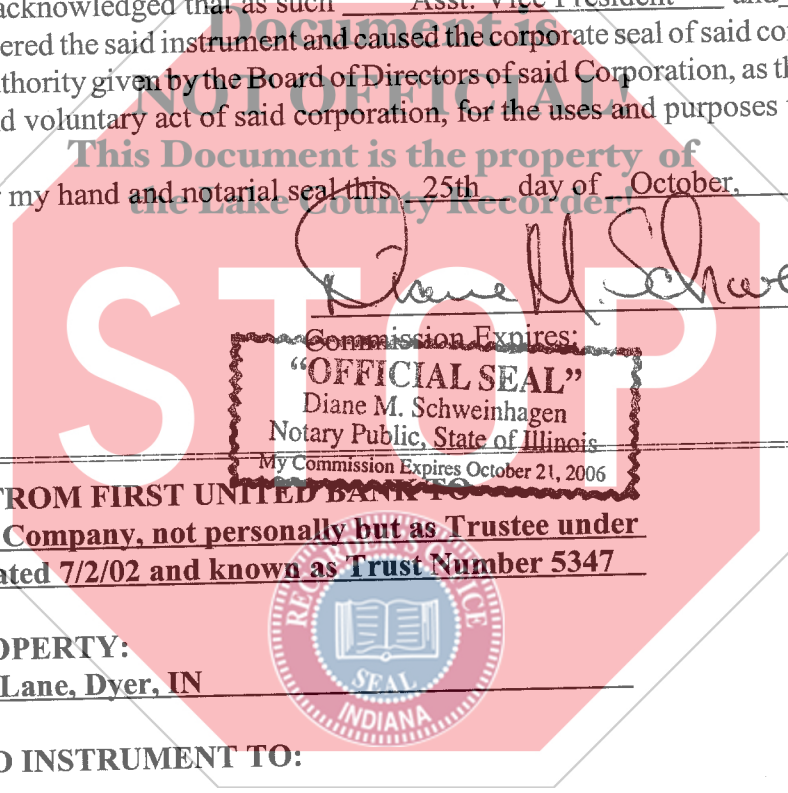 acknowledged that as such Asst. Vice President and
ered the said instrument and caused the corporate seal of said co
thority given by the Board of Directors of said Corporation, as th
d voluntary act of said corporation, for the uses and purposes
my hand and notarial seal this 25th day of October,
Document is
NOT OFFICIAL!
This Document is the property of
the Lake County Recorder!
STOP
Diane M. Schwe
Commission Expires:
“OFFICIAL SEAL”
Diane M. Schweinhagen
Notary Public, State of Illinois
My Commission Expires October 21, 2006
FROM FIRST UNITED BANK TO
Company, not personally but as Trustee under
ated 7/2/02 and known as Trust Number 5347
OPERTY:
Lane, Dyer, IN
RECORDER'S OFFICE
SEAL
INDIANA
D INSTRUMENT TO: